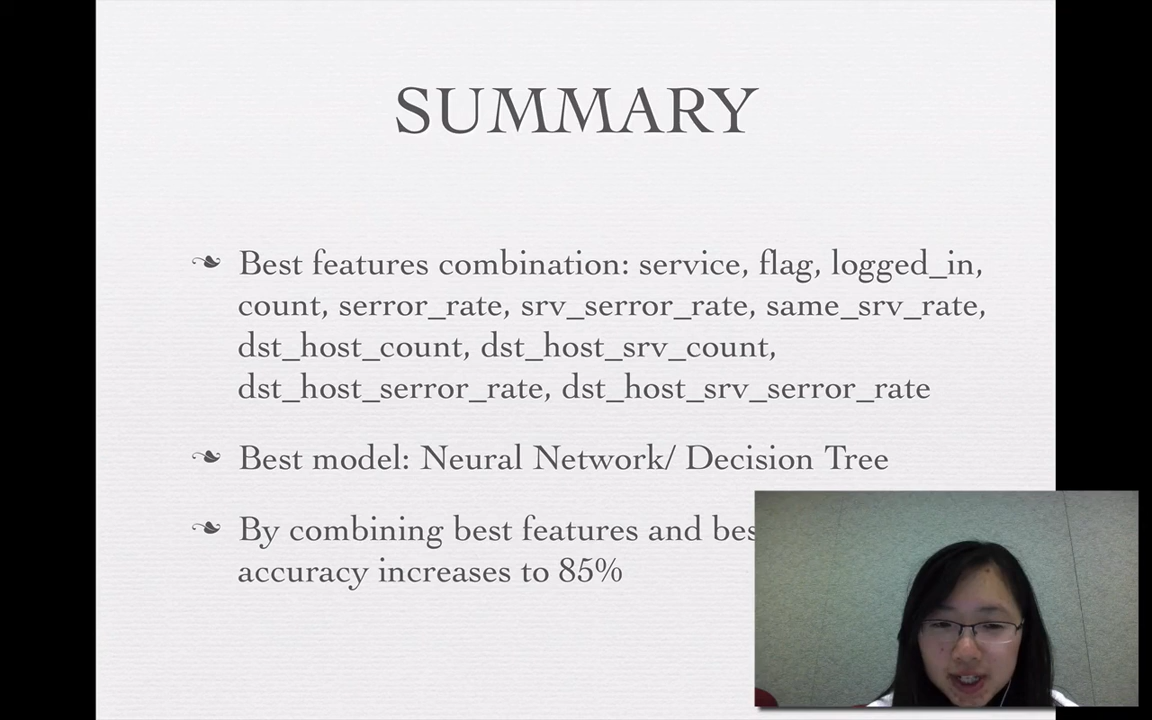 SUMMARY
Best features combination: service, flag, logged_in,
count, serror_rate, srv_serror_rate, same_srv_rate,
dst_host_count, dst_host_srv_count,
dst_host_serror_rate, dst_host_srv_serror_rate
Best model: Neural Network/ Decision Tree
By combining best features and
accuracy increases to 85%